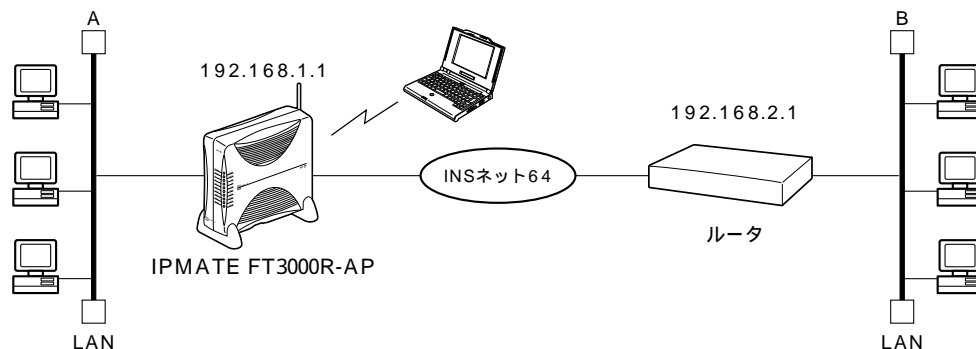 A
192.168.1.1
IPMATE FT3000R-AP
LAN
INSネット64
192.168.2.1
ルータ
B
LAN